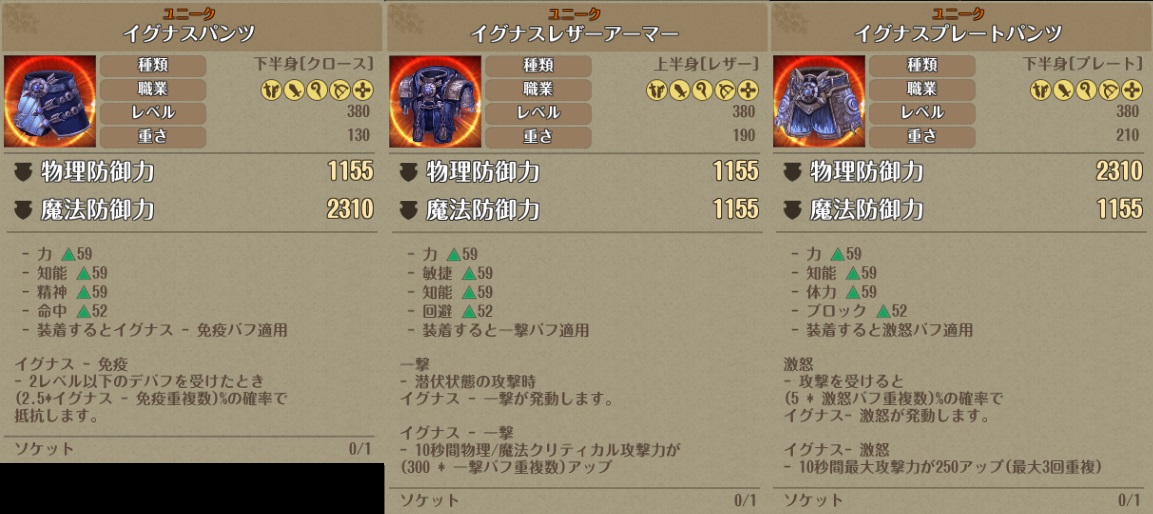 ユニーク
イグナスパンツ
種類 下半身[クロース]
職業
レベル 380
重さ 130
物理防御力 1155
魔法防御力 2310
- 力 ▲59
- 知能 ▲59
- 精神 ▲59
- 命中 ▲52
- 装着するとイグナス - 免疫バフ適用
イグナス - 免疫
- 2レベル以下のデバフを受けたとき
(2.5*イグナス - 免疫重複数)%の確率で
抵抗します。
ソケット 0/1
ユニーク
イグナスレザーアーマー
種類 上半身[レザー]
職業
レベル 380
重さ 190
物理防御力 1155
魔法防御力 1155
- 力 ▲59
- 敏捷 ▲59
- 知能 ▲59
- 回避 ▲52
- 装着すると一撃バフ適用
一撃
- 潜伏状態の攻撃時
イグナス - 一撃が発動します。
イグナス - 一撃
- 10秒間物理/魔法クリティカル攻撃力が
(300 * 一撃バフ重複数)アップ
ソケット 0/1
ユニーク
イグナスプレートパンツ
種類 下半身[プレート]
職業
レベル 380
重さ 210
物理防御力 2310
魔法防御力 1155
- 力 ▲59
- 知能 ▲59
- 体力 ▲59
- ブロック ▲52
- 装着すると激怒バフ適用
激怒
- 攻撃を受けると
(5 * 激怒バフ重複数)%の確率で
イグナス- 激怒が発動します。
イグナス- 激怒
- 10秒間最大攻撃力が250アップ(最大3回重複)
ソケット 0/1